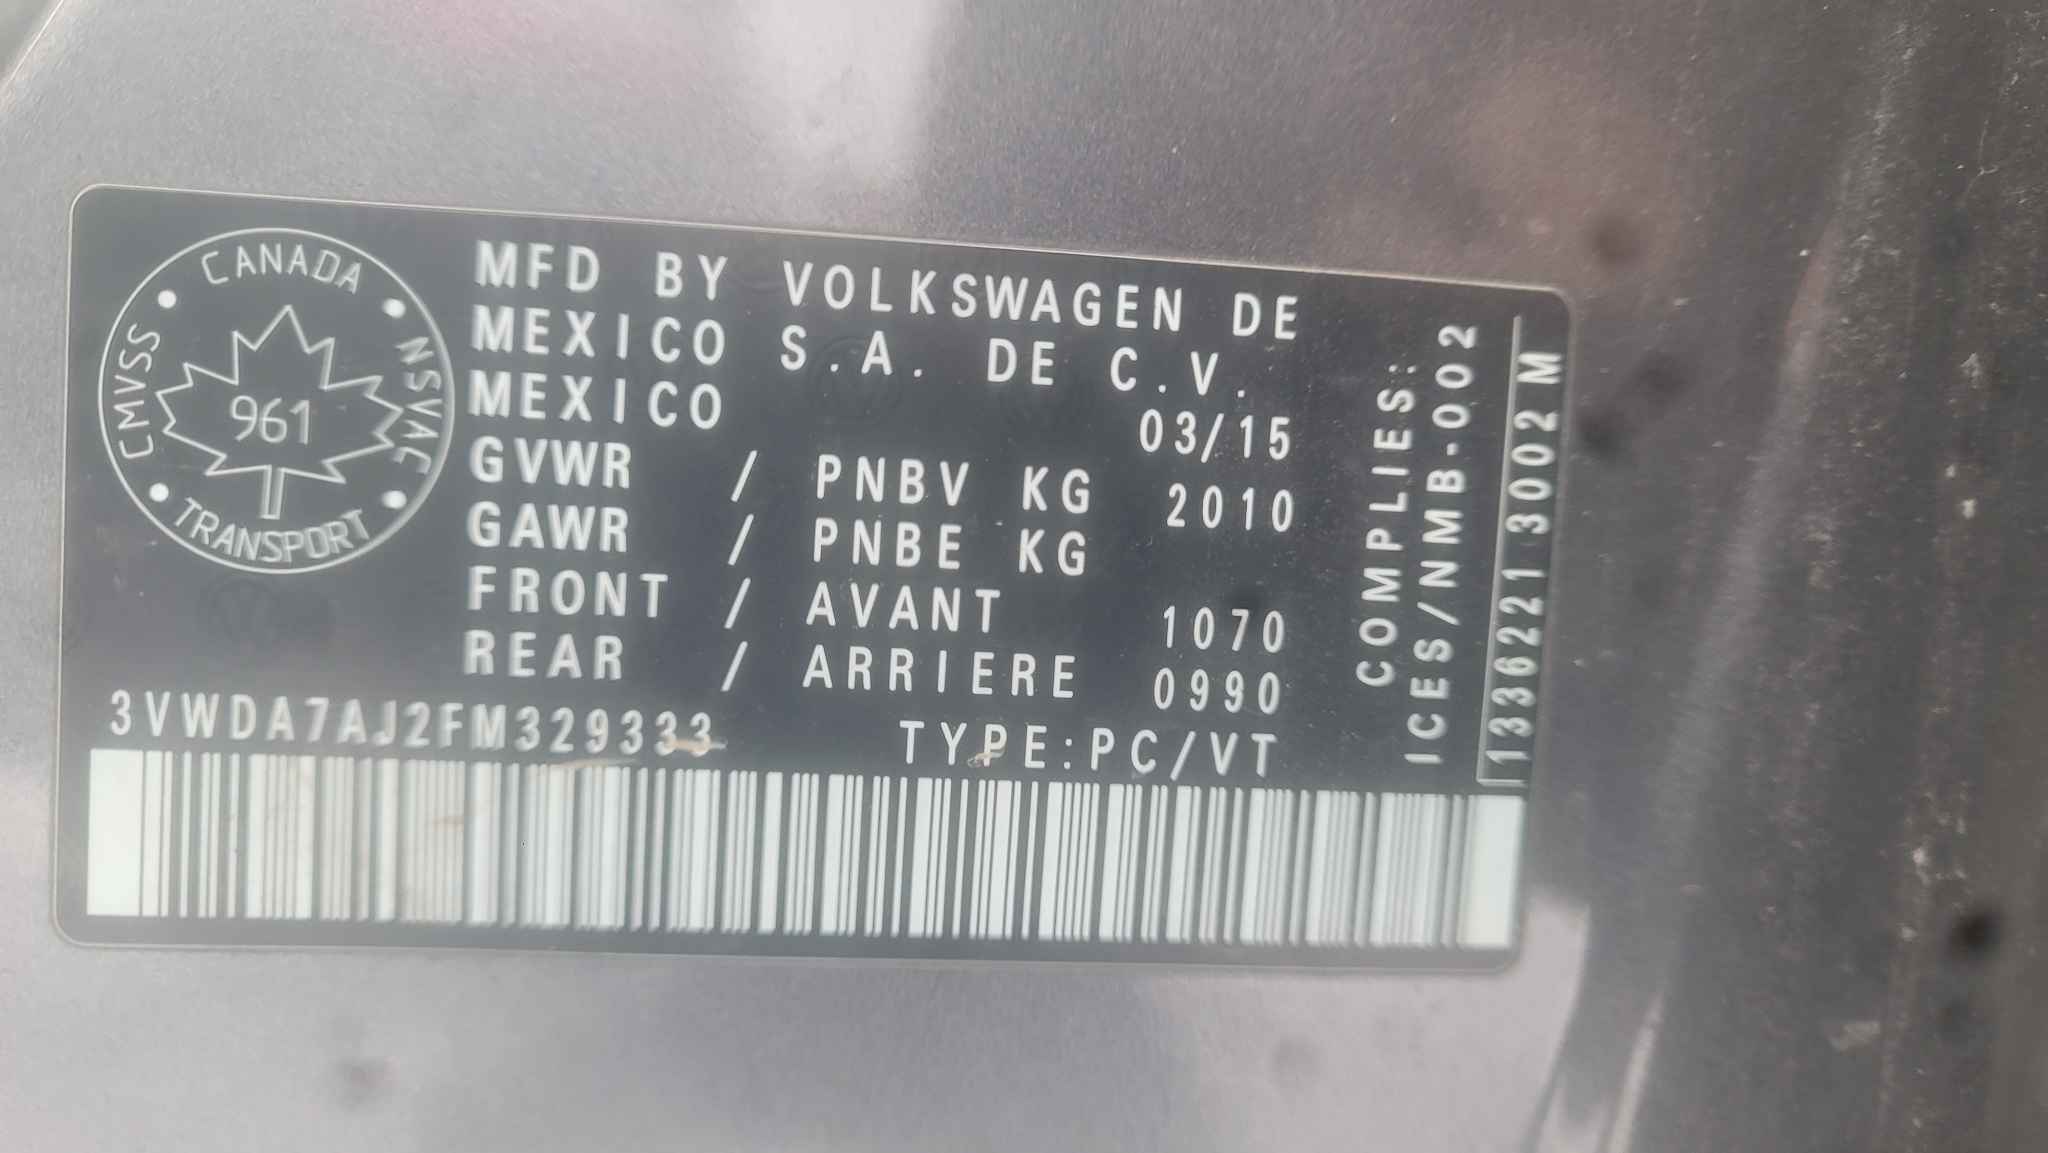 CANADA
CMVSS
NSVAC
961
TRANSPORT
MFD BY VOLKSWAGEN DE
MEXICO S.A. DE C.V.
MEXICO 03/15
GVWR / PNBV KG 2010
GAWR / PNBE KG
FRONT / AVANT 1070
REAR / ARRIERE 0990
3VWDA7AJ2FM329333 TYPE:PC/VT
COMPLIES:
ICES/NMB-002
1336221 3002 M